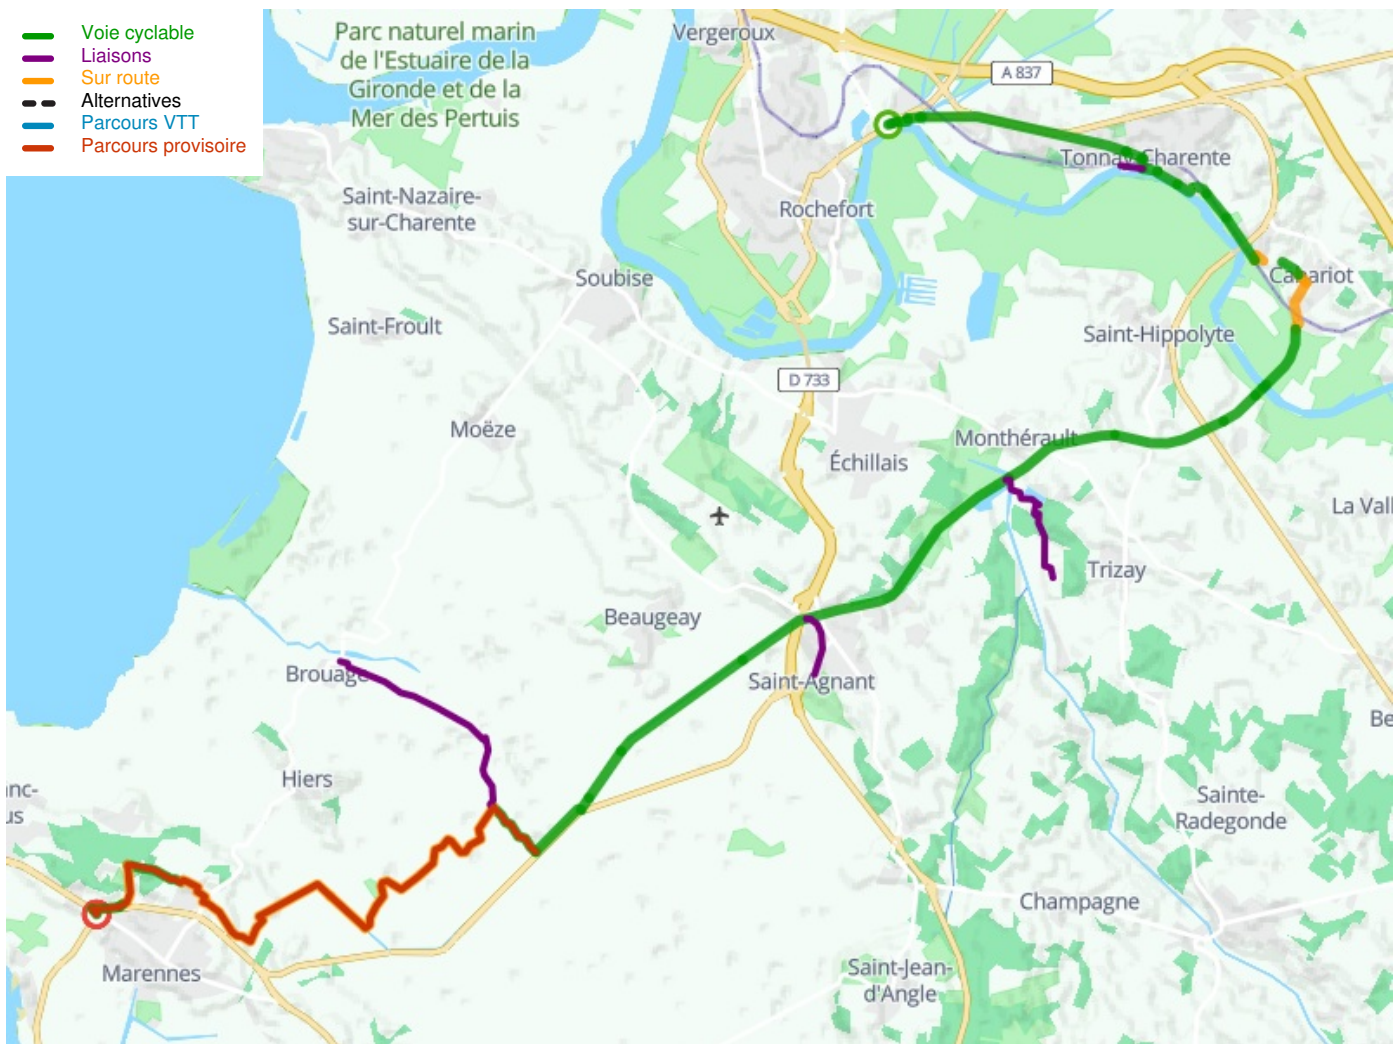 Voie cyclable
Liaisons
Sur route
Alternatives
Parcours VTT
Parcours provisoire
Parc naturel marin
de l'Estuaire de la
Gironde et de la
Mer des Pertuis
Vergeroux
A 837
Tonnay-Charente
Saint-Nazaire-
sur-Charente
Rochefort
Soubise
Cabariot
Saint-Froult
Saint-Hippolyte
D 733
Moëze
Monthérault
Échillais
La Vall
Trizay
Beaugeay
Brouage
Saint-Agnant
Be
Hiers
anc-
us
Sainte-
Radegonde
Champagne
Marennes
Saint-Jean-
d'Angle